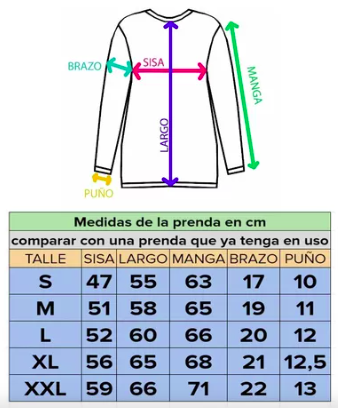 BRAZO
SISA
MANGA
LARGO
PUÑO
Medidas de la prenda en cm
comparar con una prenda que ya tenga en uso
TALLE SISA LARGO MANGA BRAZO PUÑO
S 47 55 63 17 10
M 51 58 65 19 11
L 52 60 66 20 12
XL 56 65 68 21 12,5
XXL 59 66 71 22 13